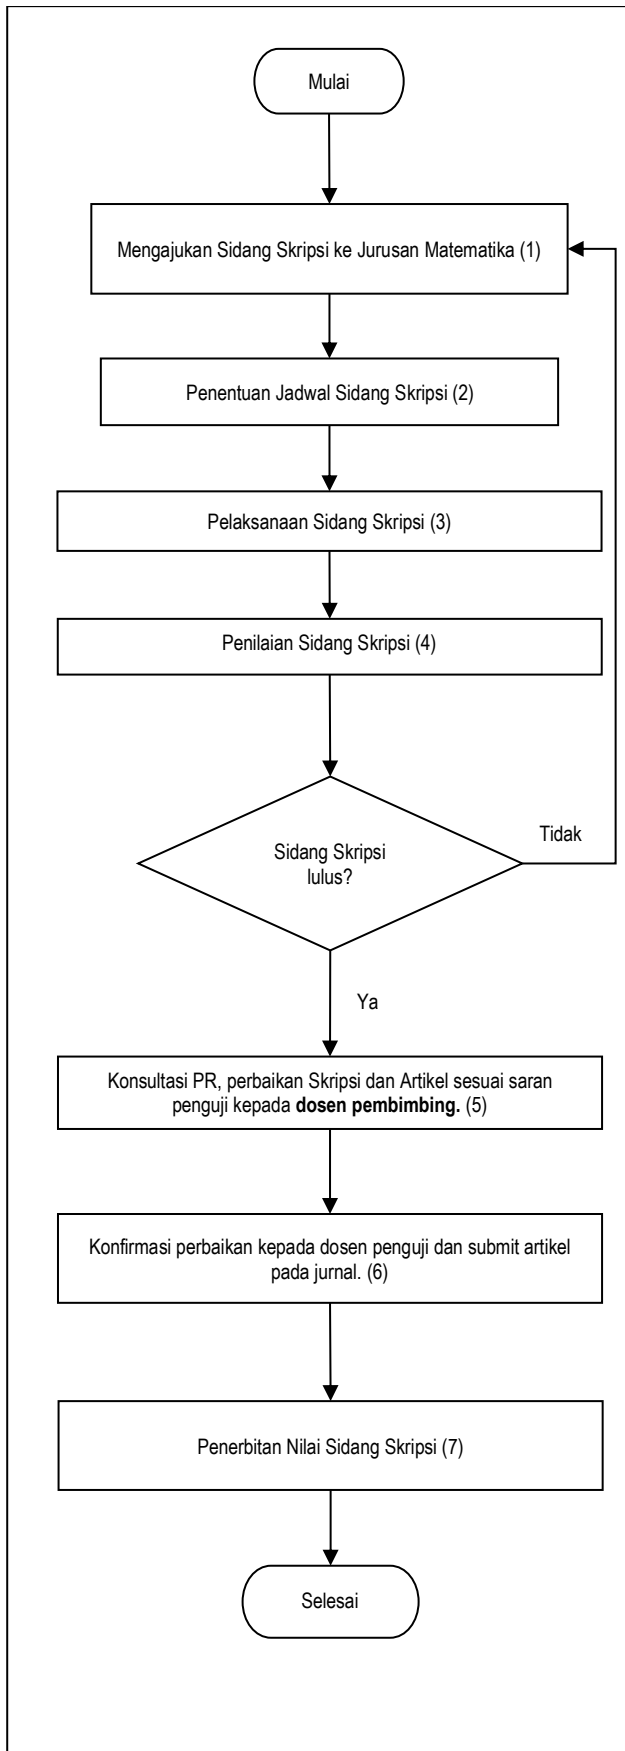 Mulai
Mengajukan Sidang Skripsi ke Jurusan Matematika (1)
Penentuan Jadwal Sidang Skripsi (2)
Pelaksanaan Sidang Skripsi (3)
Penilaian Sidang Skripsi (4)
Sidang Skripsi
lulus?
Tidak
Ya
Konsultasi PR, perbaikan Skripsi dan Artikel sesuai saran
penguji kepada dosen pembimbing. (5)
Konfirmasi perbaikan kepada dosen penguji dan submit artikel
pada jurnal. (6)
Penerbitan Nilai Sidang Skripsi (7)
Selesai